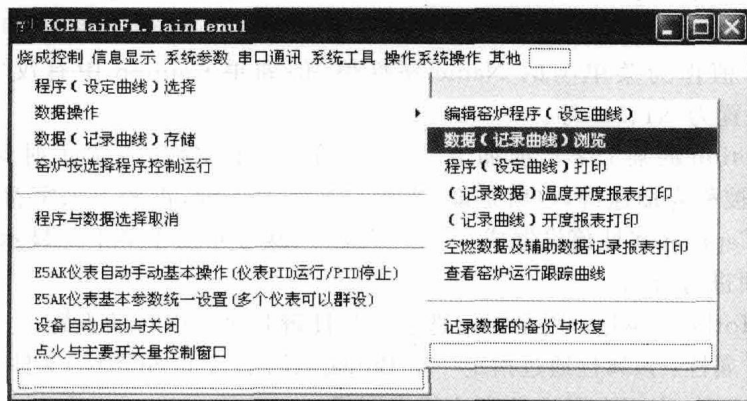 KCEMainFm.MainMenu1
烧成控制 信息显示 系统参数 串口通讯 系统工具 操作系统操作 其他
程序(设定曲线)选择
数据操作
数据(记录曲线)存储
窑炉按选择程序控制运行
程序与数据选择取消
E5AK仪表自动手动基本操作(仪表PID运行/PID停止)
E5AK仪表基本参数统一设置(多个仪表可以群设)
设备自动启动与关闭
点火与主要开关量控制窗口
编辑窑炉程序(设定曲线)
数据(记录曲线)浏览
程序(设定曲线)打印
(记录数据)温度开度报表打印
(记录曲线)开度报表打印
空燃数据及辅助数据记录报表打印
查看窑炉运行跟踪曲线
记录数据的备份与恢复